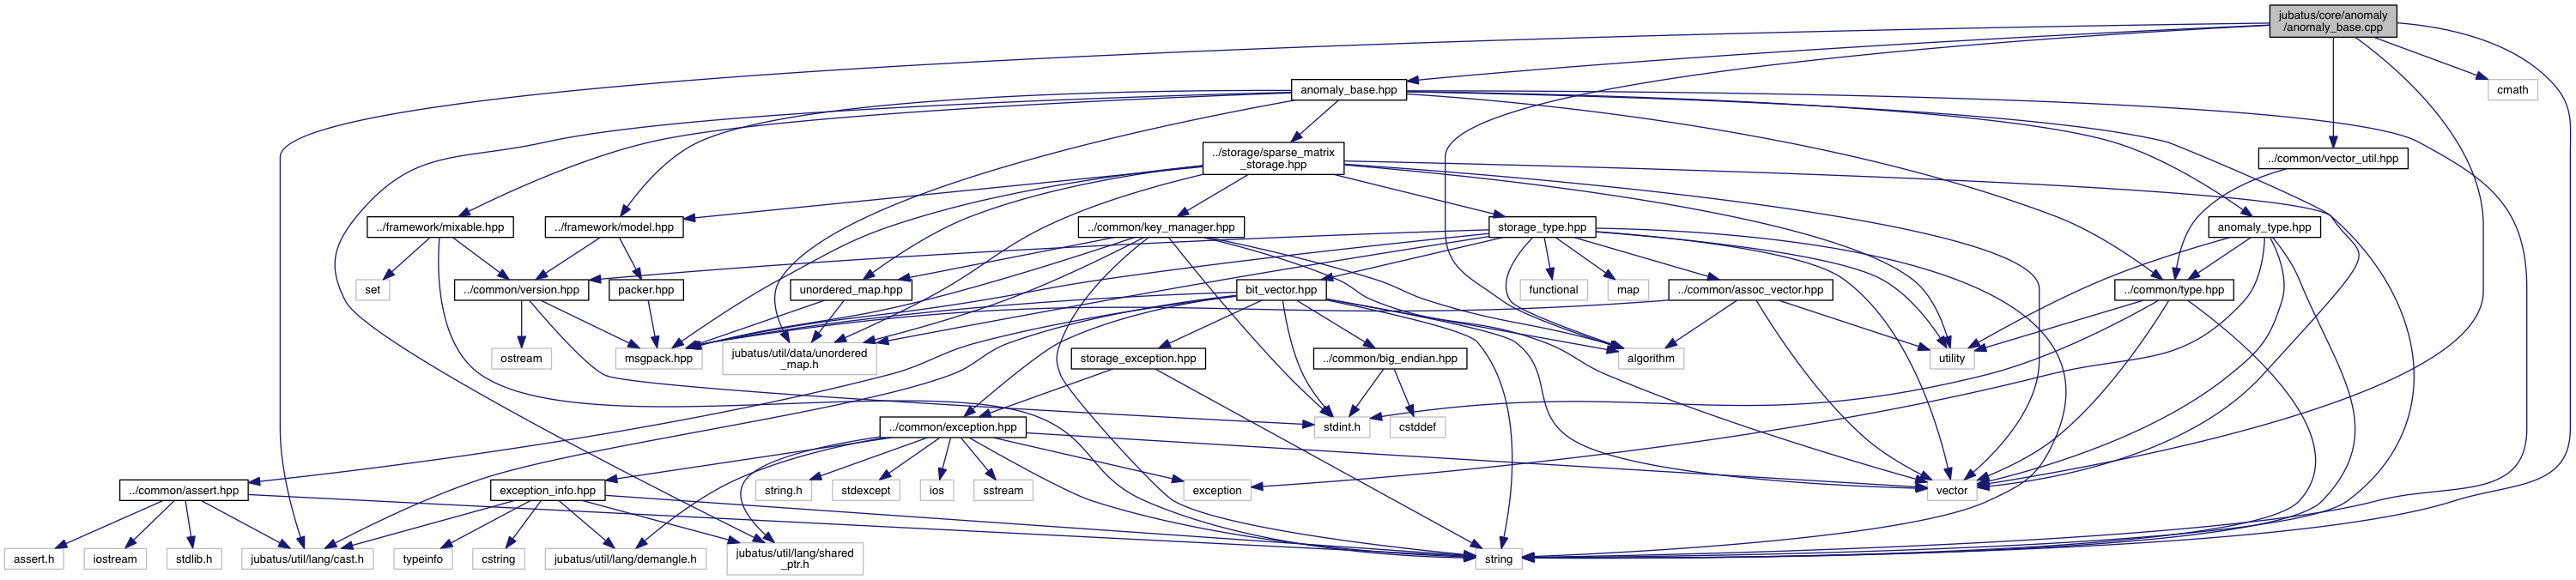 jubatus/core/anomaly
/anomaly_base.cpp
anomaly_base.hpp
cmath
../storage/sparse_matrix
_storage.hpp
../common/vector_util.hpp
../framework/mixable.hpp
../framework/model.hpp
../common/key_manager.hpp
storage_type.hpp
anomaly_type.hpp
set
../common/version.hpp
packer.hpp
unordered_map.hpp
bit_vector.hpp
functional
map
../common/assoc_vector.hpp
../common/type.hpp
ostream
msgpack.hpp
jubatus/util/data/unordered
_map.h
storage_exception.hpp
../common/big_endian.hpp
algorithm
utility
../common/exception.hpp
stdint.h
cstddef
../common/assert.hpp
exception_info.hpp
string.h
stdexcept
ios
sstream
exception
vector
assert.h
iostream
stdlib.h
jubatus/util/lang/cast.h
typeinfo
cstring
jubatus/util/lang/demangle.h
jubatus/util/lang/shared
_ptr.h
string